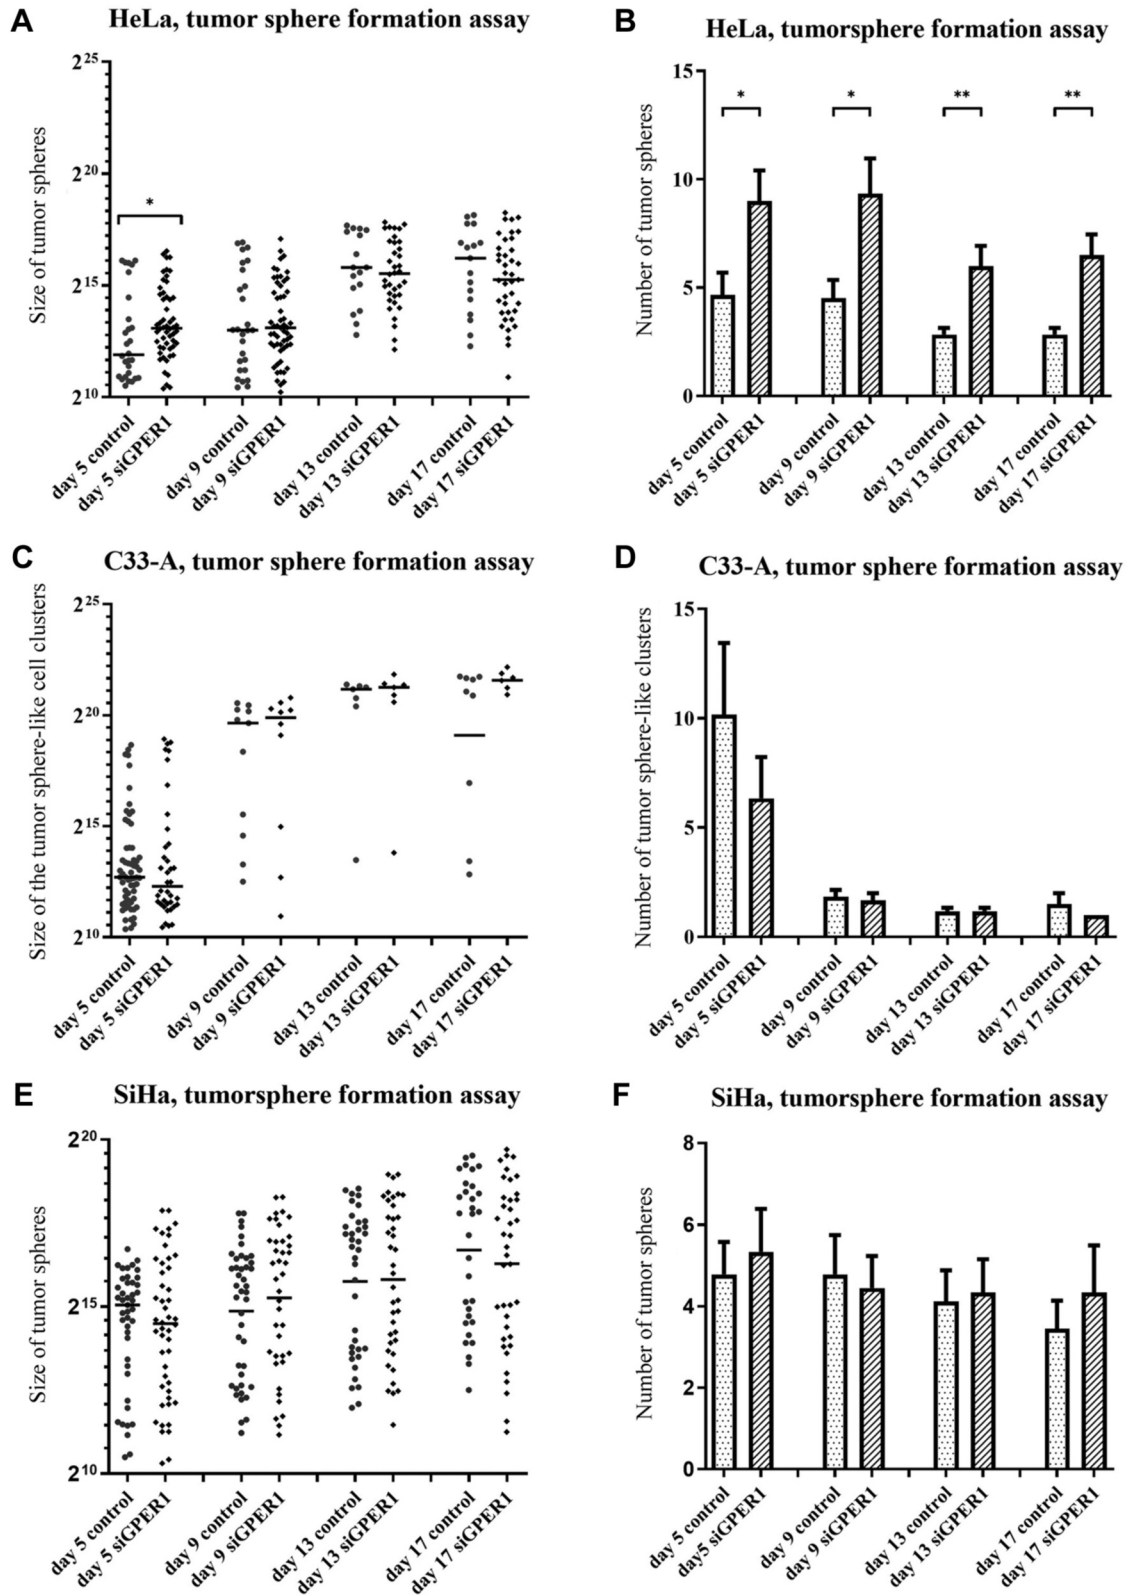 A
HeLa, tumor sphere formation assay
Size of tumor spheres
2^25
2^20
2^15
2^10
*
day 5 control
day 5 siGPER1
day 9 control
day 9 siGPER1
day 13 control
day 13 siGPER1
day 17 control
day 17 siGPER1
B
HeLa, tumorsphere formation assay
Number of tumor spheres
15
10
5
0
*
*
**
**
day 5 control
day 5 siGPER1
day 9 control
day 9 siGPER1
day 13 control
day 13 siGPER1
day 17 control
day 17 siGPER1
C
C33-A, tumor sphere formation assay
Size of the tumor sphere-like cell clusters
2^25
2^20
2^15
2^10
day 5 control
day 5 siGPER1
day 9 control
day 9 siGPER1
day 13 control
day 13 siGPER1
day 17 control
day 17 siGPER1
D
C33-A, tumor sphere formation assay
Number of tumor sphere-like clusters
15
10
5
0
day 5 control
day 5 siGPER1
day 9 control
day 9 siGPER1
day 13 control
day 13 siGPER1
day 17 control
day 17 siGPER1
E
SiHa, tumorsphere formation assay
Size of tumor spheres
2^20
2^15
2^10
day 5 control
day 5 siGPER1
day 9 control
day 9 siGPER1
day 13 control
day 13 siGPER1
day 17 control
day 17 siGPER1
F
SiHa, tumorsphere formation assay
Number of tumor spheres
8
6
4
2
0
day 5 control
day5 siGPER1
day 9 control
day 9 siGPER1
day 13 control
day 13 siGPER1
day 17 control
day 17 siGPER1